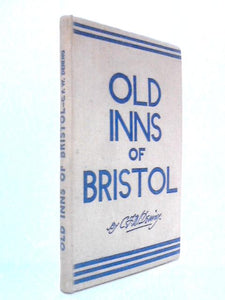 OLD
INNS
OF
BRISTOL
by C.F.W. Dening
OLD INNS OF BRISTOL-C.F.W. DENING